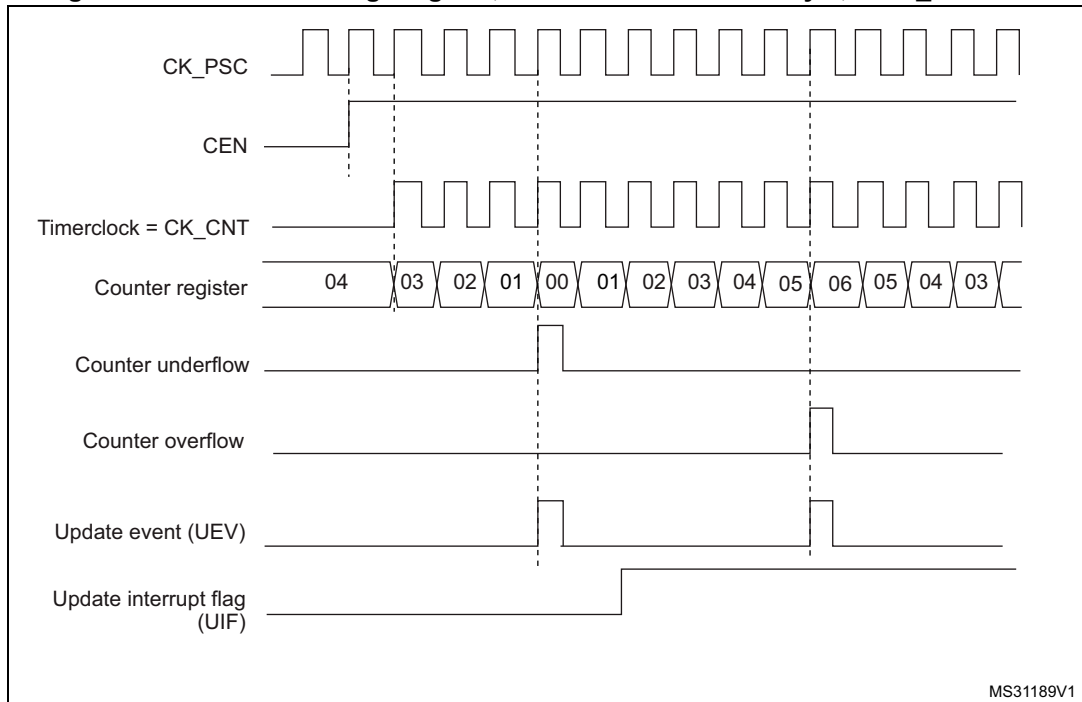 CK_PSC
CEN
Timerclock = CK_CNT
Counter register 04 03 02 01 00 01 02 03 04 05 06 05 04 03
Counter underflow
Counter overflow
Update event (UEV)
Update interrupt flag
(UIF)
MS31189V1